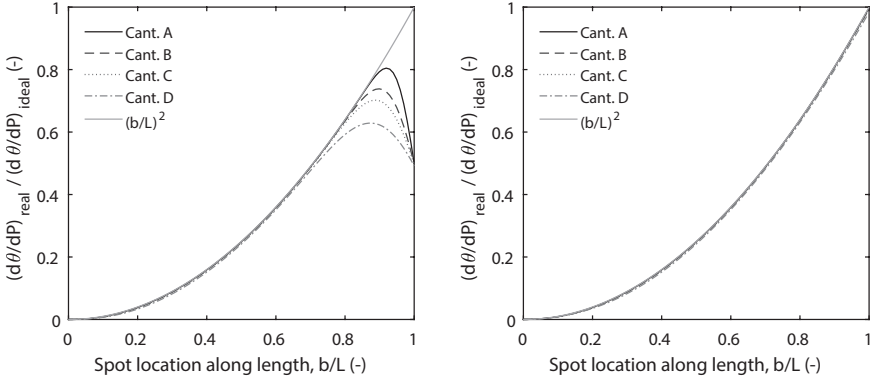 1
0.8
0.6
0.4
0.2
0
(dθ/dP)real / (dθ/dP)ideal (-)
Cant. A
Cant. B
Cant. C
Cant. D
(b/L)2
0 0.2 0.4 0.6 0.8 1
Spot location along length, b/L (-)
1
0.8
0.6
0.4
0.2
0
(dθ/dP)real / (dθ/dP)ideal (-)
Cant. A
Cant. B
Cant. C
Cant. D
(b/L)2
0 0.2 0.4 0.6 0.8 1
Spot location along length, b/L (-)